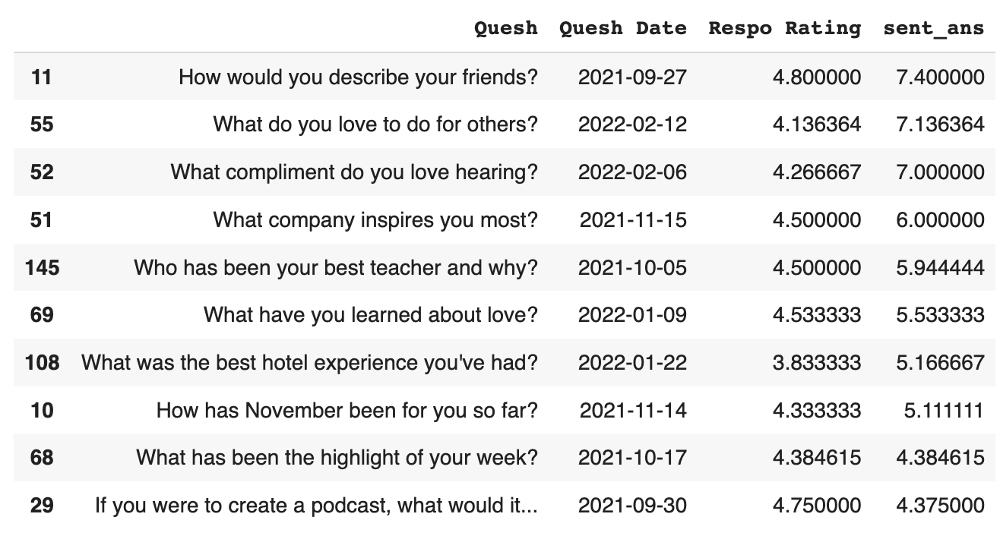 Quesh Quesh Date Respo Rating sent_ans
11 How would you describe your friends? 2021-09-27 4.800000 7.400000
55 What do you love to do for others? 2022-02-12 4.136364 7.136364
52 What compliment do you love hearing? 2022-02-06 4.266667 7.000000
51 What company inspires you most? 2021-11-15 4.500000 6.000000
145 Who has been your best teacher and why? 2021-10-05 4.500000 5.944444
69 What have you learned about love? 2022-01-09 4.533333 5.533333
108 What was the best hotel experience you've had? 2022-01-22 3.833333 5.166667
10 How has November been for you so far? 2021-11-14 4.333333 5.111111
68 What has been the highlight of your week? 2021-10-17 4.384615 4.384615
29 If you were to create a podcast, what would it... 2021-09-30 4.750000 4.375000